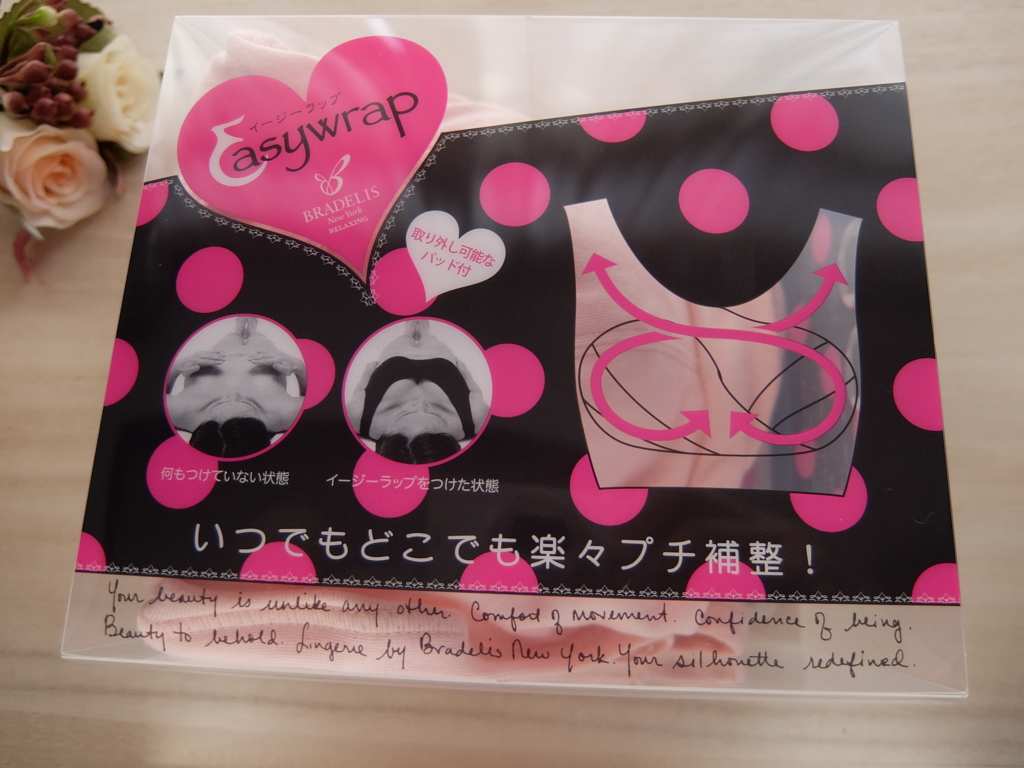 イージーラップ
Easywrap
BRADELIS
New York
RELAXING
取り外し可能な
パッド付
何もつけていない状態
イージーラップをつけた状態
いつでもどこでも楽々プチ補整！
Your beauty is unlike any other. Comfort of movement. Confidence of being.
Beauty to behold. Lingerie by Bradelis New York. Your silhouette redefined.